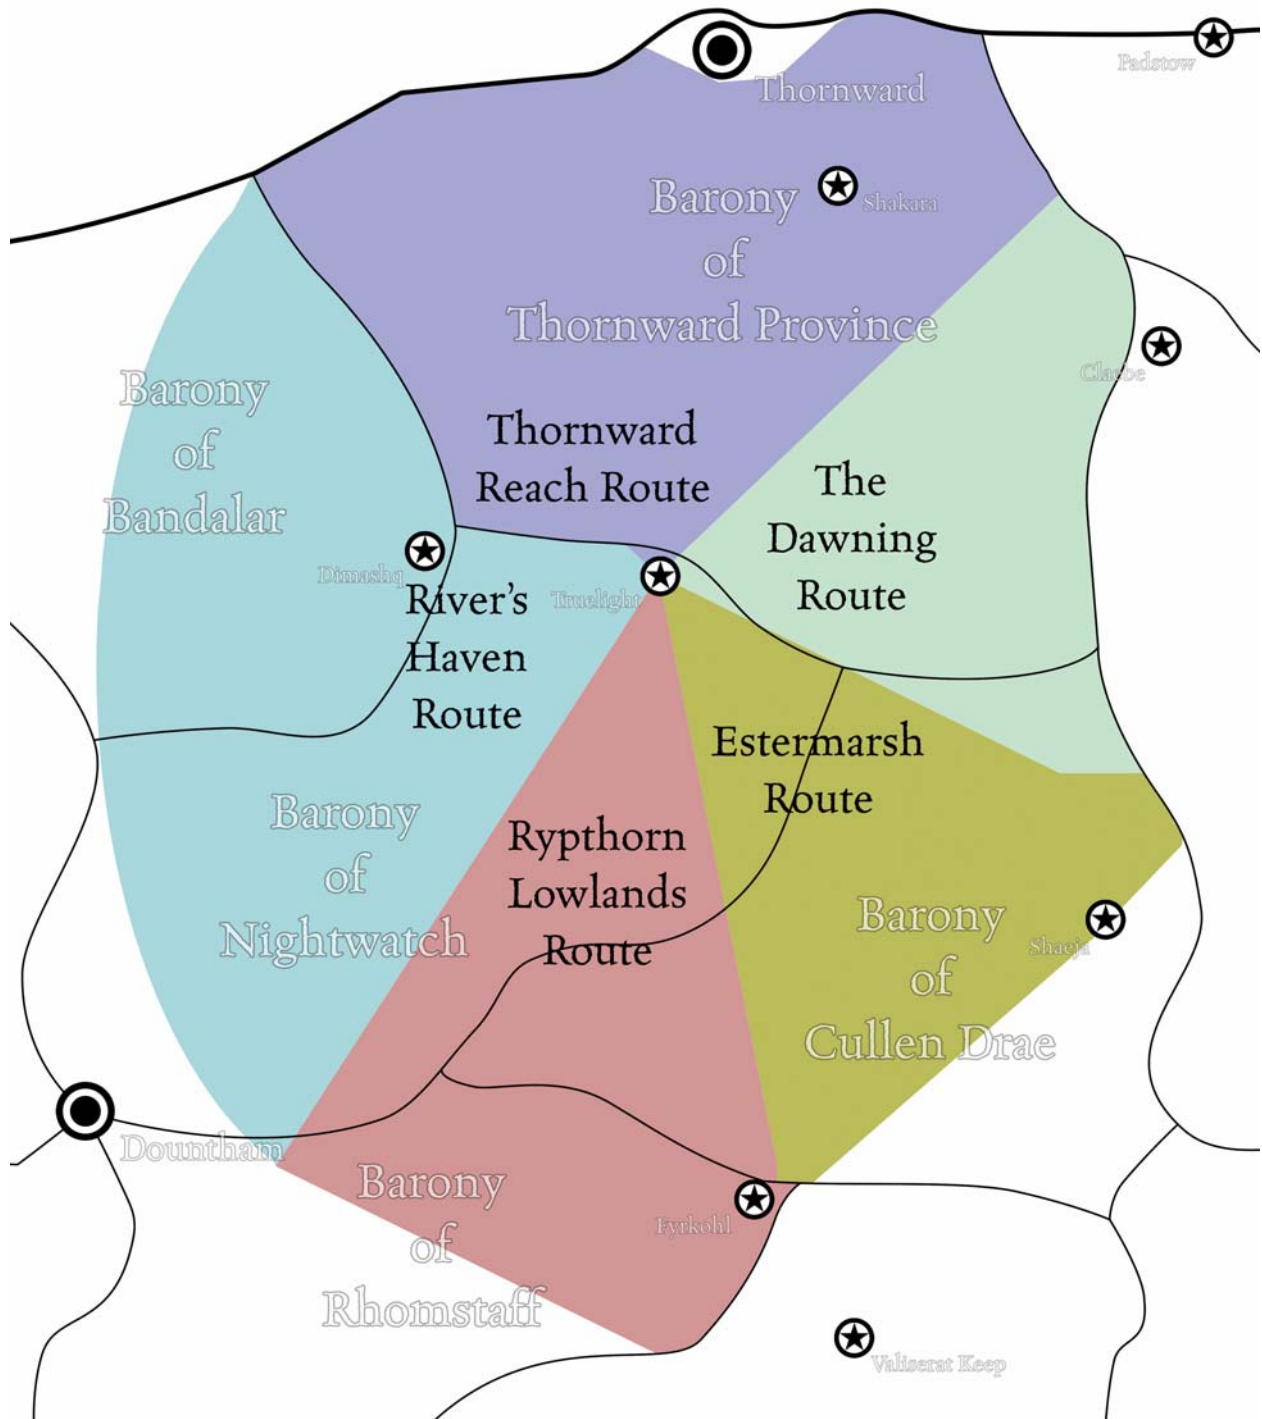 Padstow
Thornward
Shakara
Barony
of
Thornward Province
Claebe
Barony
of
Bandalar
Thornward
Reach Route
The
Dawning
Route
Dimashq
Truelight
River's
Haven
Route
Estermarsh
Route
Barony
of
Nightwatch
Rypthorn
Lowlands
Route
Barony
of
Cullen Drae
Shaeja
Dountham
Barony
of
Rhomstaff
Fyrkohl
Valiserat Keep